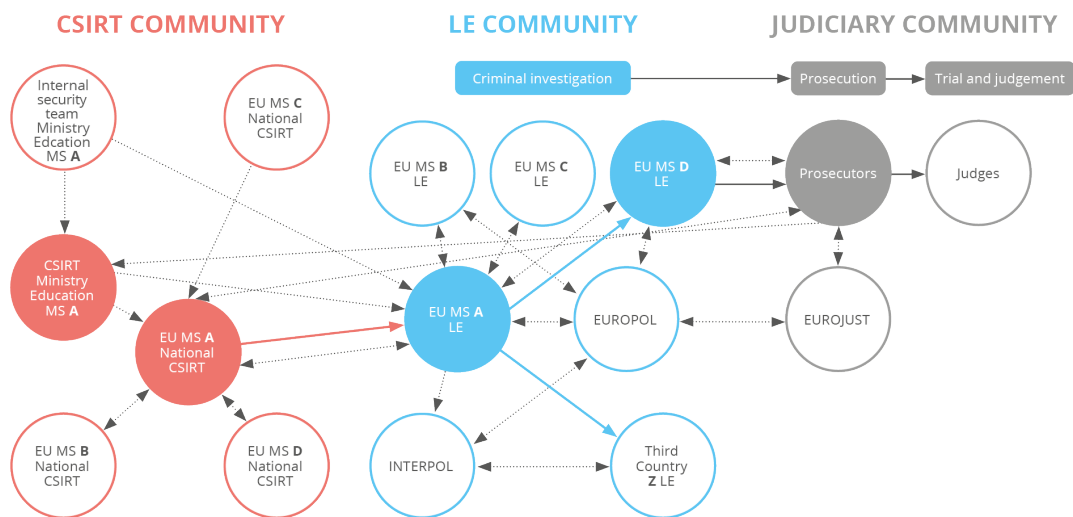 CSIRT COMMUNITY
LE COMMUNITY
JUDICIARY COMMUNITY
Criminal investigation
Prosecution
Trial and judgement
Internal
security
team
Ministry
Edcation
MS A
EU MS C
National
CSIRT
EU MS B
LE
EU MS C
LE
EU MS D
LE
Prosecutors
Judges
CSIRT
Ministry
Education
MS A
EU MS A
National
CSIRT
EU MS A
LE
EUROPOL
EUROJUST
EU MS B
National
CSIRT
EU MS D
National
CSIRT
INTERPOL
Third
Country
Z LE